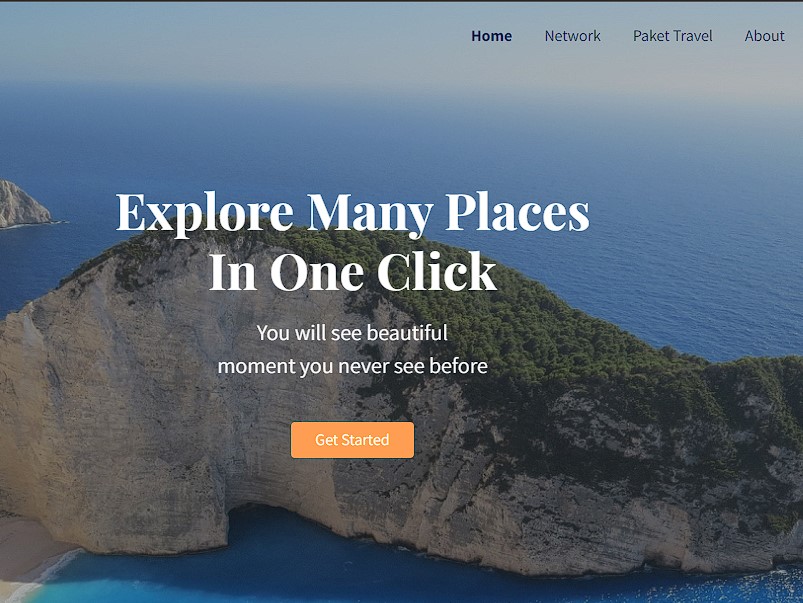 Home Network Paket Travel About
Explore Many Places
In One Click
You will see beautiful
moment you never see before
Get Started